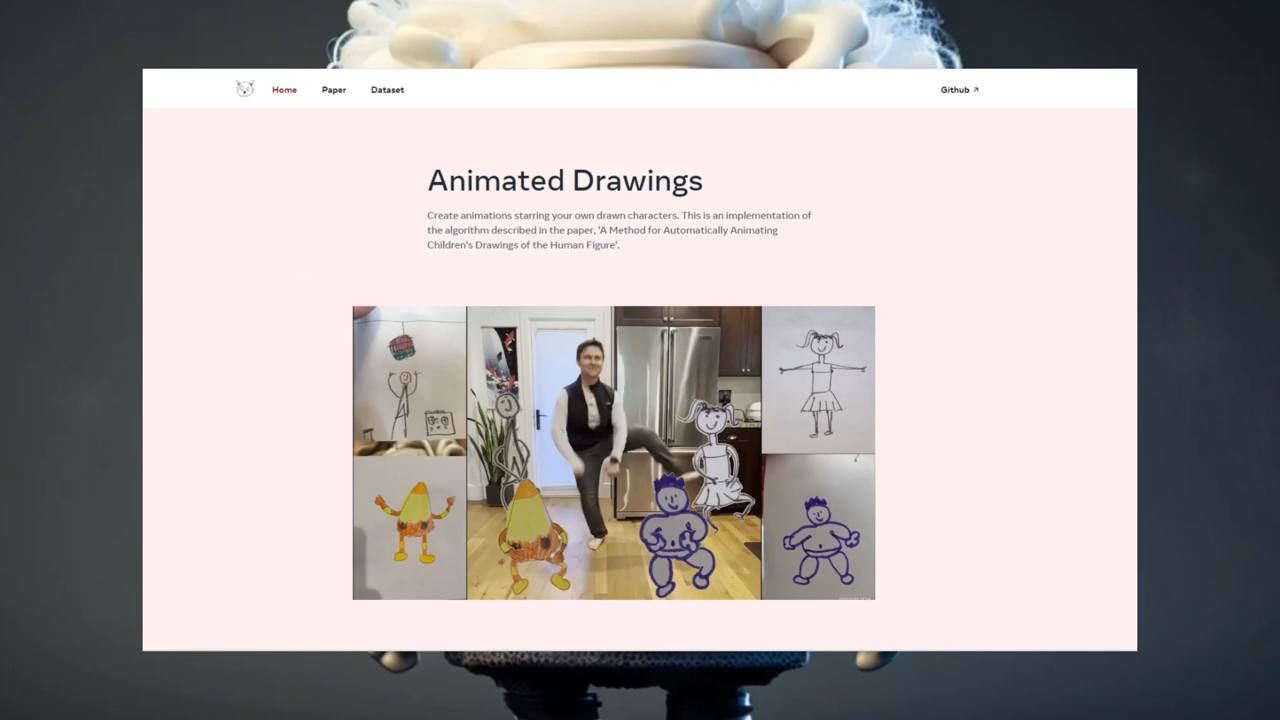 Home Paper Dataset Github
Animated Drawings
Create animations starring your own drawn characters. This is an implementation of
the algorithm described in the paper, 'A Method for Automatically Animating
Children's Drawings of the Human Figure'.